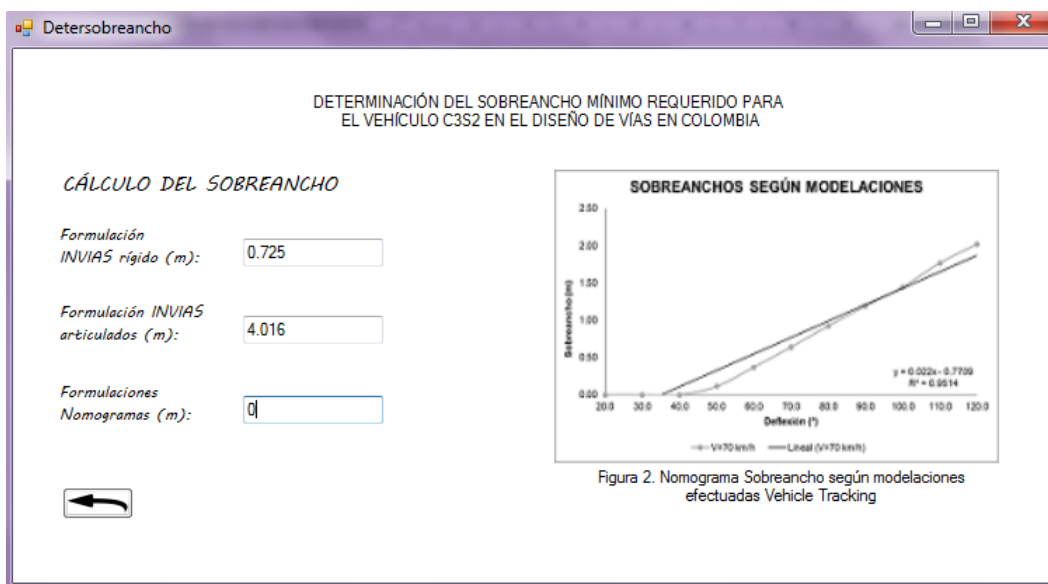 Detersobreancho
DETERMINACIÓN DEL SOBREANCHO MÍNIMO REQUERIDO PARA
EL VEHÍCULO C3S2 EN EL DISEÑO DE VÍAS EN COLOMBIA
CÁLCULO DEL SOBREANCHO
Formulación
INVIAS rígido (m):
0.725
Formulación INVIAS
articulados (m):
4.016
Formulaciones
Nomogramas (m):
0
SOBREANCHOS SEGÚN MODELACIONES
Sobreancho (m)
2.50
2.00
1.50
1.00
0.50
0.00
20.0 30.0 40.0 50.0 60.0 70.0 80.0 90.0 100.0 110.0 120.0
Deflexión (°)
y = 0.022x - 0.7709
R² = 0.9514
V=70 km/h
Lineal (V=70 km/h)
Figura 2. Nomograma Sobreancho según modelaciones
efectuadas Vehicle Tracking